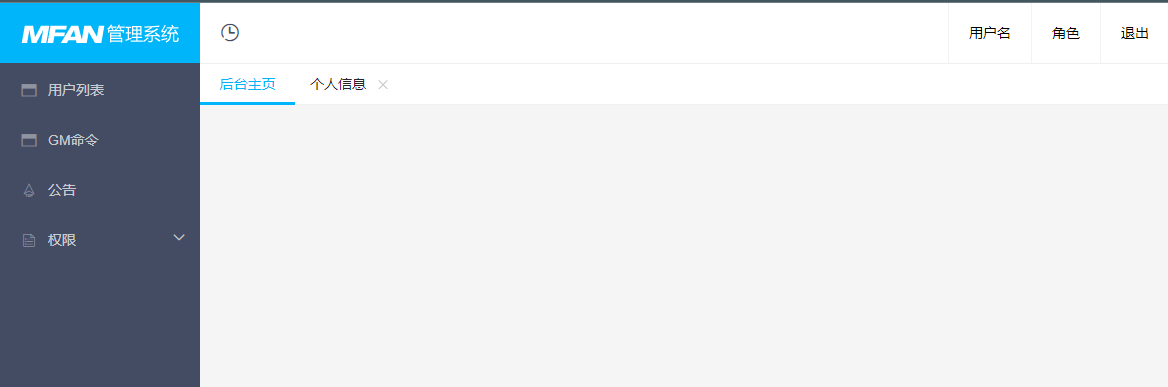 MFAN管理系统
用户名
角色
退出
用户列表
GM命令
公告
权限
后台主页
个人信息